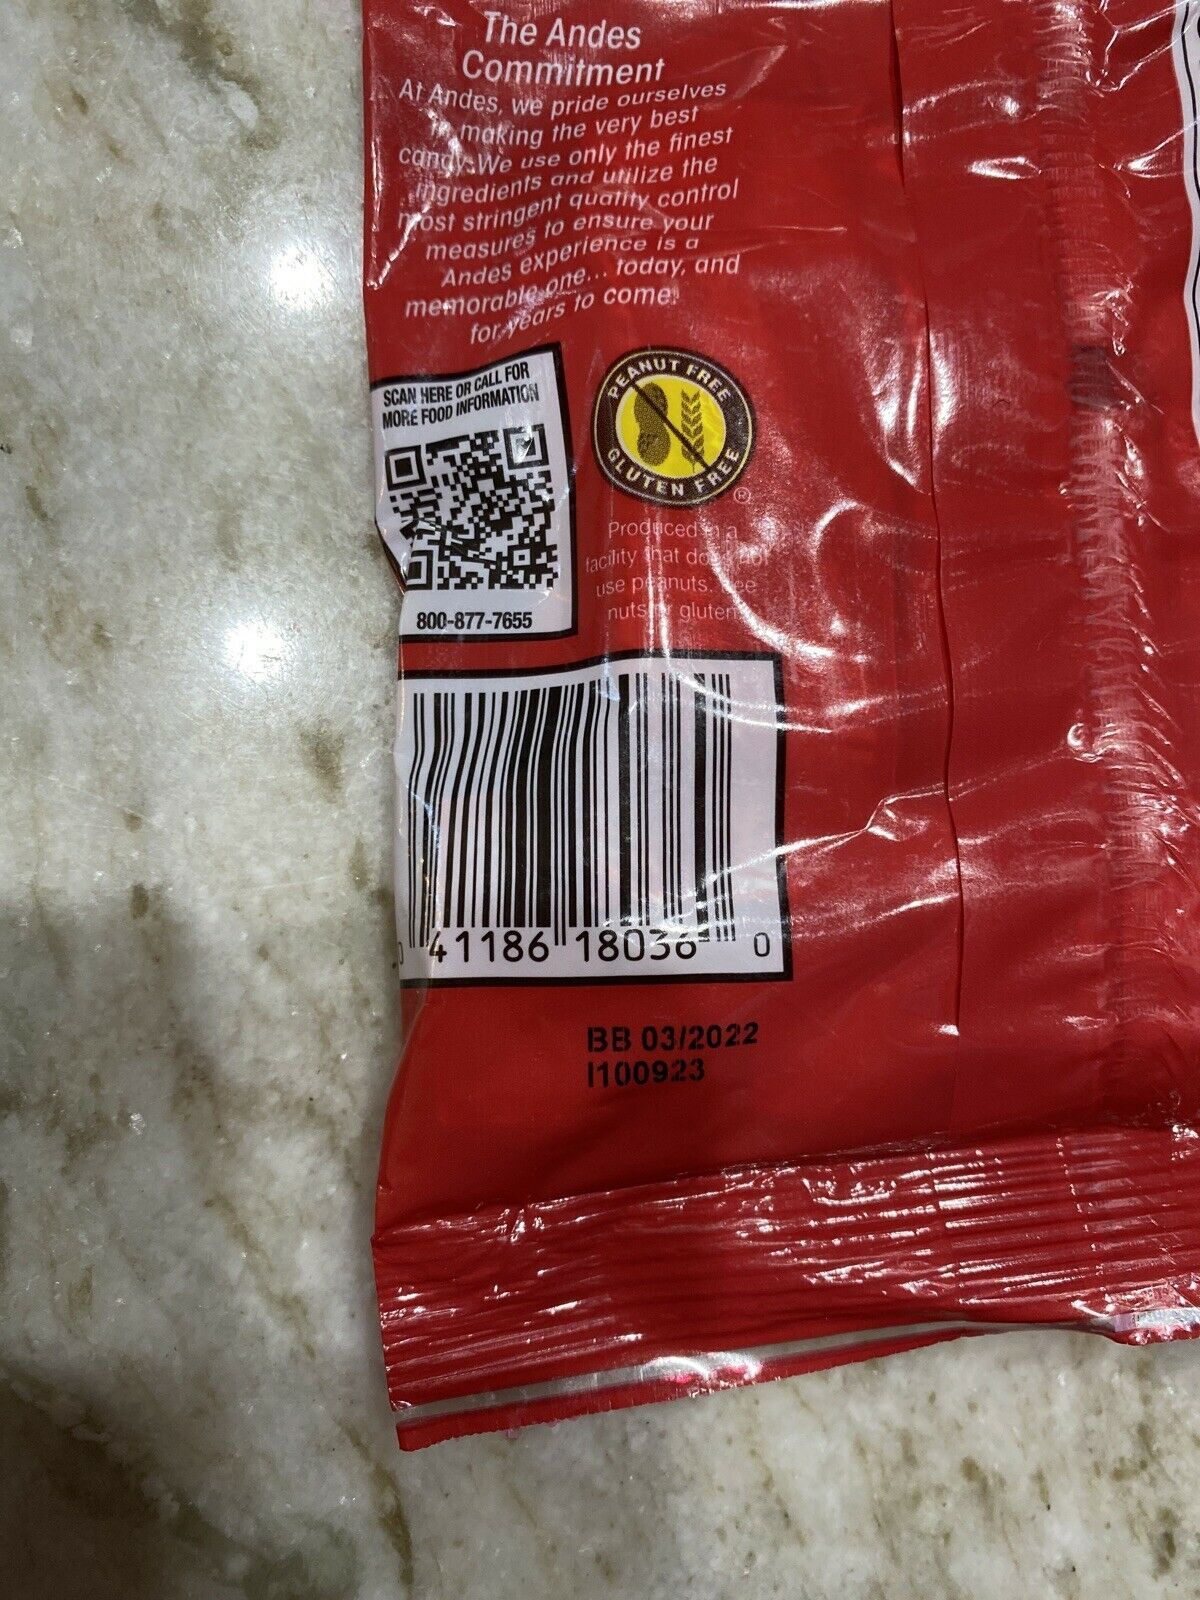 The Andes
Commitment
At Andes, we pride ourselves
in making the very best
candy. We use only the finest
ingredients and utilize the
most stringent quality control
measures to ensure your
Andes experience is a
memorable one... today, and
for years to come.
SCAN HERE OR CALL FOR
MORE FOOD INFORMATION
800-877-7655
PEANUT FREE
GLUTEN FREE
®
Produced in a
facility that does not
use peanuts, tree
nuts or gluten.
0 41186 18036 0
BB 03/2022
I100923